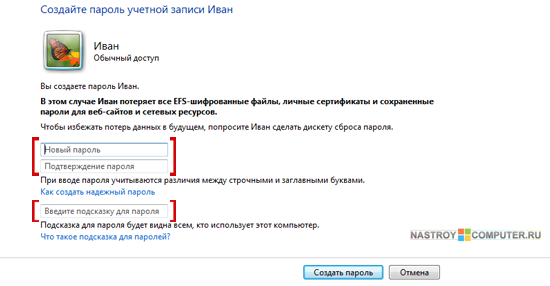 Создайте пароль учетной записи Иван
Иван
Обычный доступ
Вы создаете пароль Иван.
В этом случае Иван потеряет все EFS-шифрованные файлы, личные сертификаты и сохраненные
пароли для веб-сайтов и сетевых ресурсов.
Чтобы избежать потерь данных в будущем, попросите Иван сделать дискету сброса пароля.
Новый пароль
Подтверждение пароля
При вводе пароля учитываются различия между строчными и заглавными буквами.
Как создать надежный пароль
Введите подсказку для пароля
Подсказка для пароля будет видна всем, кто использует этот компьютер.
Что такое подсказка для паролей?
NASTROY COMPUTER.RU
Создать пароль
Отмена